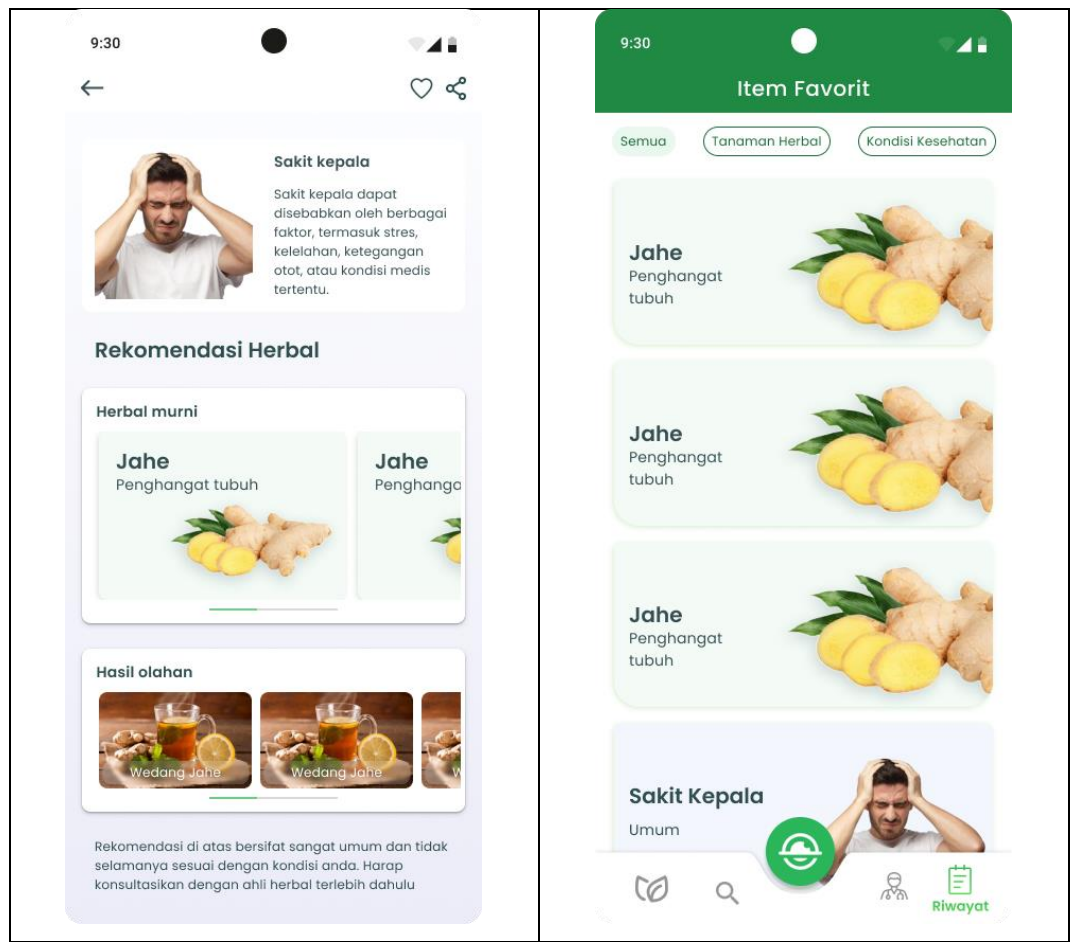 9:30
Sakit kepala
Sakit kepala dapat
disebabkan oleh berbagai
faktor, termasuk stres,
kelelahan, ketegangan
otot, atau kondisi medis
tertentu.
Rekomendasi Herbal
Herbal murni
Jahe
Penghangat tubuh
Jahe
Penghanga
Hasil olahan
Wedang Jahe
Wedang Jahe
W
Rekomendasi di atas bersifat sangat umum dan tidak
selamanya sesuai dengan kondisi anda. Harap
konsultasikan dengan ahli herbal terlebih dahulu
9:30
Item Favorit
Semua
Tanaman Herbal
Kondisi Kesehatan
Jahe
Penghangat
tubuh
Jahe
Penghangat
tubuh
Jahe
Penghangat
tubuh
Sakit Kepala
Umum
Riwayat